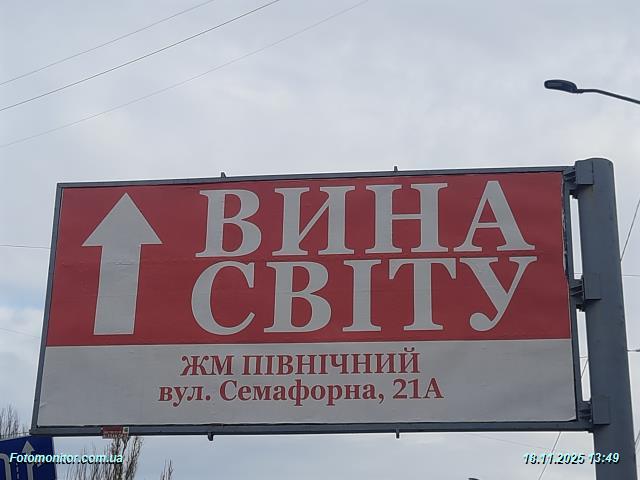 ВИНА
СВІТУ
ЖМ ПІВНІЧНИЙ
вул. Семафорна, 21А
Fotomonitor.com.ua
18.11.2025 13:49